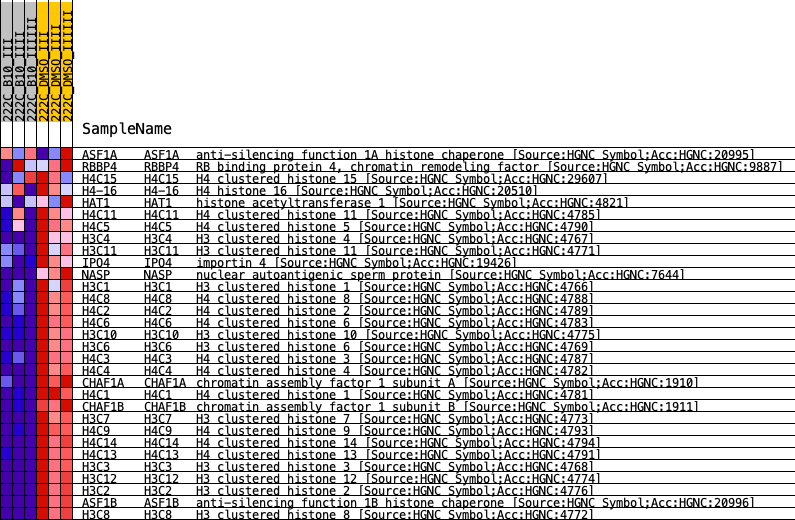 222C_B10_III
222C_B10_IIII
222C_B10_IIIIII
222C_DMSO_III
222C_DMSO_IIII
222C_DMSO_IIIIII
SampleName
ASF1A ASF1A anti-silencing function 1A histone chaperone [Source:HGNC Symbol;Acc:HGNC:20995]
RBBP4 RBBP4 RB binding protein 4, chromatin remodeling factor [Source:HGNC Symbol;Acc:HGNC:9887]
H4C15 H4C15 H4 clustered histone 15 [Source:HGNC Symbol;Acc:HGNC:29607]
H4-16 H4-16 H4 histone 16 [Source:HGNC Symbol;Acc:HGNC:20510]
HAT1 HAT1 histone acetyltransferase 1 [Source:HGNC Symbol;Acc:HGNC:4821]
H4C11 H4C11 H4 clustered histone 11 [Source:HGNC Symbol;Acc:HGNC:4785]
H4C5 H4C5 H4 clustered histone 5 [Source:HGNC Symbol;Acc:HGNC:4790]
H3C4 H3C4 H3 clustered histone 4 [Source:HGNC Symbol;Acc:HGNC:4767]
H3C11 H3C11 H3 clustered histone 11 [Source:HGNC Symbol;Acc:HGNC:4771]
IPO4 IPO4 importin 4 [Source:HGNC Symbol;Acc:HGNC:19426]
NASP NASP nuclear autoantigenic sperm protein [Source:HGNC Symbol;Acc:HGNC:7644]
H3C1 H3C1 H3 clustered histone 1 [Source:HGNC Symbol;Acc:HGNC:4766]
H4C8 H4C8 H4 clustered histone 8 [Source:HGNC Symbol;Acc:HGNC:4788]
H4C2 H4C2 H4 clustered histone 2 [Source:HGNC Symbol;Acc:HGNC:4789]
H4C6 H4C6 H4 clustered histone 6 [Source:HGNC Symbol;Acc:HGNC:4783]
H3C10 H3C10 H3 clustered histone 10 [Source:HGNC Symbol;Acc:HGNC:4775]
H3C6 H3C6 H3 clustered histone 6 [Source:HGNC Symbol;Acc:HGNC:4769]
H4C3 H4C3 H4 clustered histone 3 [Source:HGNC Symbol;Acc:HGNC:4787]
H4C4 H4C4 H4 clustered histone 4 [Source:HGNC Symbol;Acc:HGNC:4782]
CHAF1A CHAF1A chromatin assembly factor 1 subunit A [Source:HGNC Symbol;Acc:HGNC:1910]
H4C1 H4C1 H4 clustered histone 1 [Source:HGNC Symbol;Acc:HGNC:4781]
CHAF1B CHAF1B chromatin assembly factor 1 subunit B [Source:HGNC Symbol;Acc:HGNC:1911]
H3C7 H3C7 H3 clustered histone 7 [Source:HGNC Symbol;Acc:HGNC:4773]
H4C9 H4C9 H4 clustered histone 9 [Source:HGNC Symbol;Acc:HGNC:4793]
H4C14 H4C14 H4 clustered histone 14 [Source:HGNC Symbol;Acc:HGNC:4794]
H4C13 H4C13 H4 clustered histone 13 [Source:HGNC Symbol;Acc:HGNC:4791]
H3C3 H3C3 H3 clustered histone 3 [Source:HGNC Symbol;Acc:HGNC:4768]
H3C12 H3C12 H3 clustered histone 12 [Source:HGNC Symbol;Acc:HGNC:4774]
H3C2 H3C2 H3 clustered histone 2 [Source:HGNC Symbol;Acc:HGNC:4776]
ASF1B ASF1B anti-silencing function 1B histone chaperone [Source:HGNC Symbol;Acc:HGNC:20996]
H3C8 H3C8 H3 clustered histone 8 [Source:HGNC Symbol;Acc:HGNC:4772]